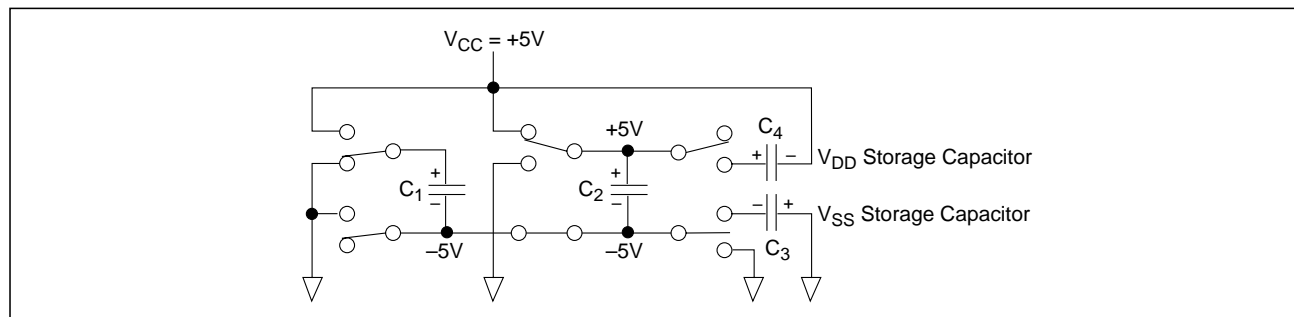 V_CC = +5V
+5V
C_4
+ –
V_DD Storage Capacitor
+
C_1
–
+
C_2
–
– +
V_SS Storage Capacitor
C_3
–5V
–5V